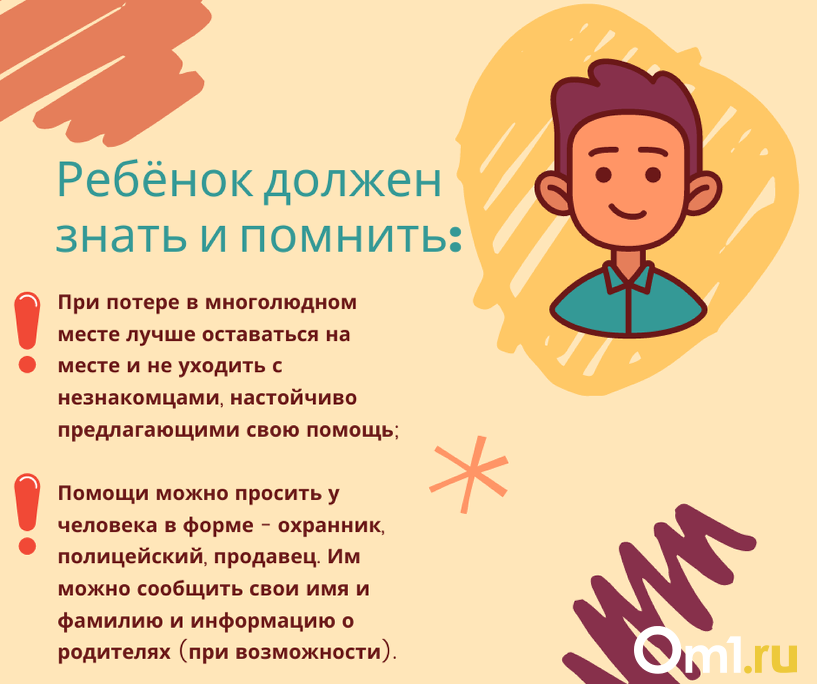 Ребёнок должен
знать и помнить:
При потере в многолюдном
месте лучше оставаться на
месте и не уходить с
незнакомцами, настойчиво
предлагающими свою помощь;
Помощи можно просить у
человека в форме - охранник,
полицейский, продавец. Им
можно сообщить свои имя и
фамилию и информацию о
родителях (при возможности).
Om1.ru